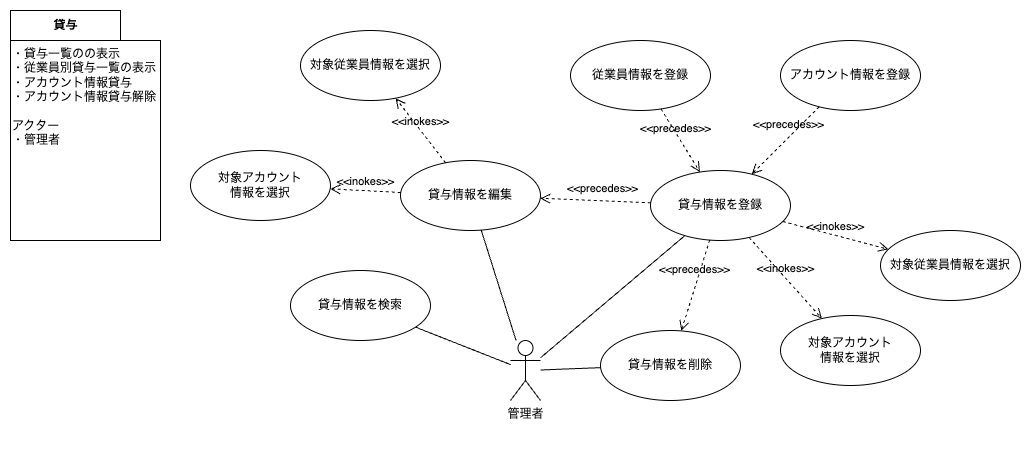 貸与
・貸与一覧のの表示
・従業員別貸与一覧の表示
・アカウント情報貸与
・アカウント情報貸与解除
アクター
・管理者
対象従業員情報を選択
従業員情報を登録
アカウント情報を登録
<<inokes>>
<<precedes>>
<<precedes>>
対象アカウント
情報を選択
<<inokes>>
貸与情報を編集
<<precedes>>
貸与情報を登録
<<inokes>>
対象従業員情報を選択
<<precedes>>
<<inokes>>
貸与情報を検索
対象アカウント
情報を選択
貸与情報を削除
管理者